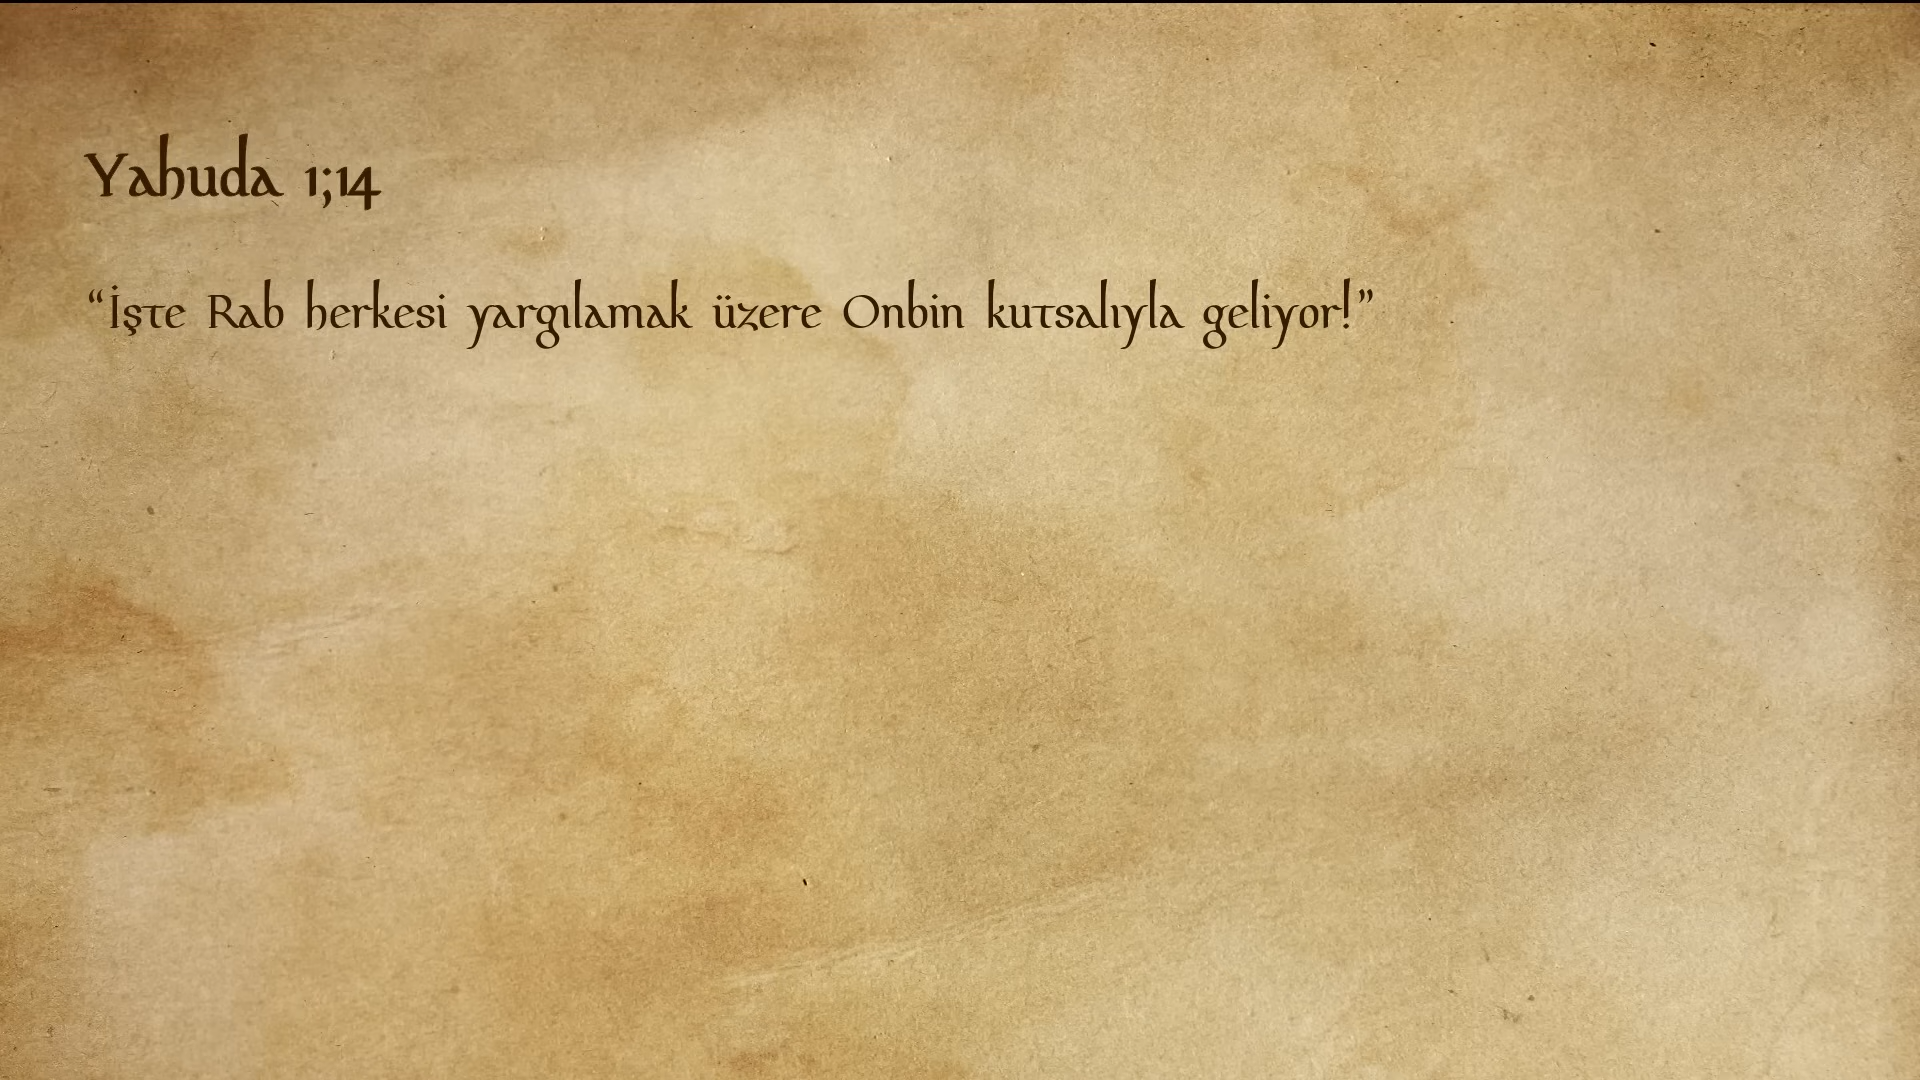 Yahuda 1;14
“İşte Rab herkesi yargılamak üzere Onbin kutsalıyla geliyor!”